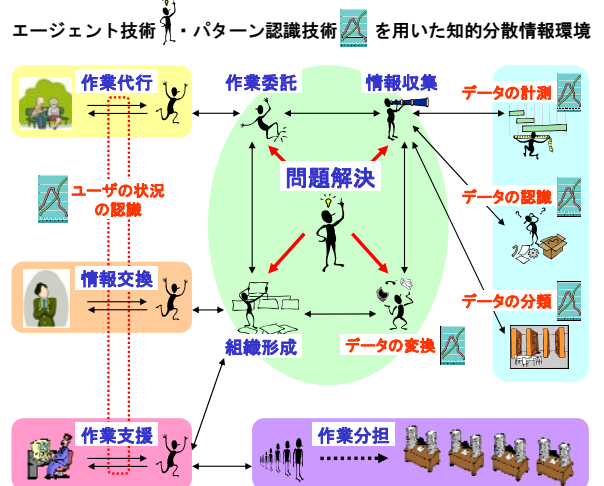 エージェント技術・パターン認識技術を用いた知的分散情報環境
作業代行
作業委託
情報収集
データの計測
問題解決
ユーザの状況
の認識
データの認識
情報交換
組織形成
データの変換
データの分類
作業支援
作業分担